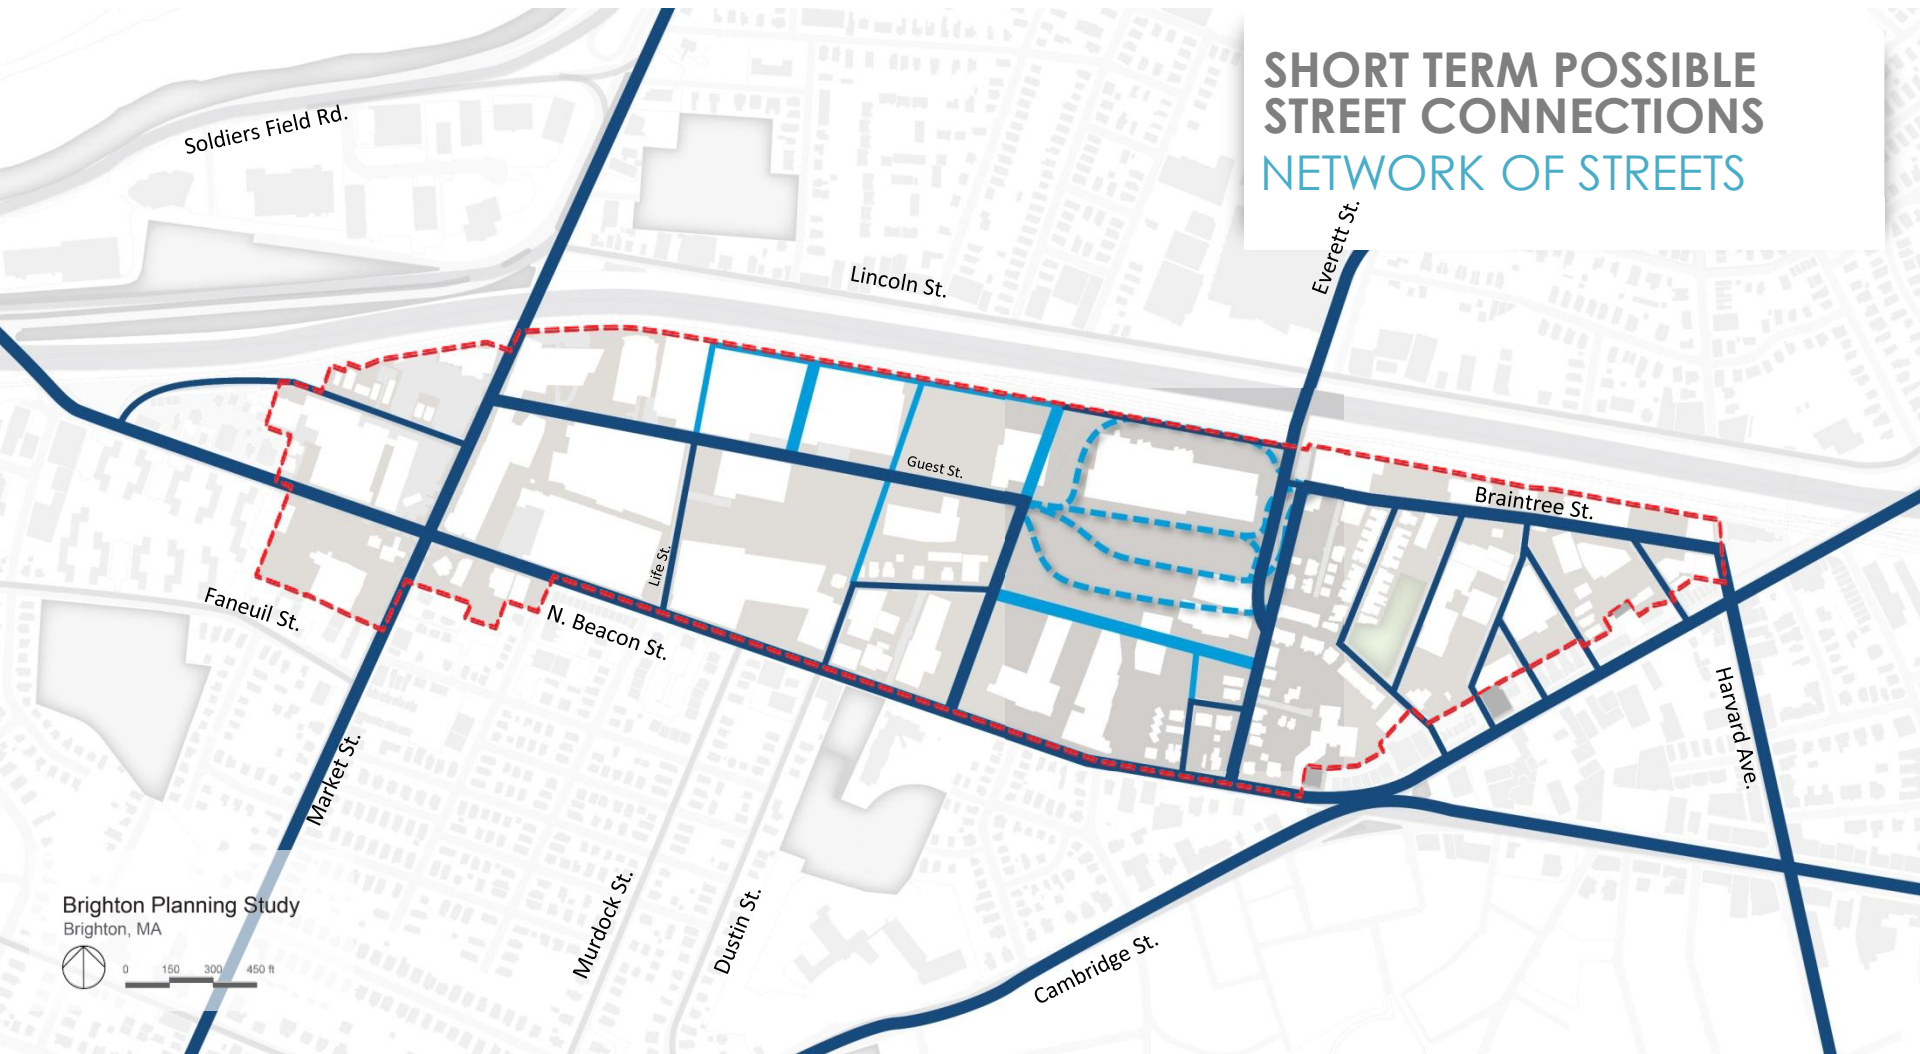 SHORT TERM POSSIBLE
STREET CONNECTIONS
NETWORK OF STREETS
Soldiers Field Rd.
Everett St.
Lincoln St.
Guest St.
Braintree St.
Life St.
Faneuil St.
N. Beacon St.
Harvard Ave.
Market St.
Murdock St.
Dustin St.
Cambridge St.
Brighton Planning Study
Brighton, MA
0 150 300 450 ft